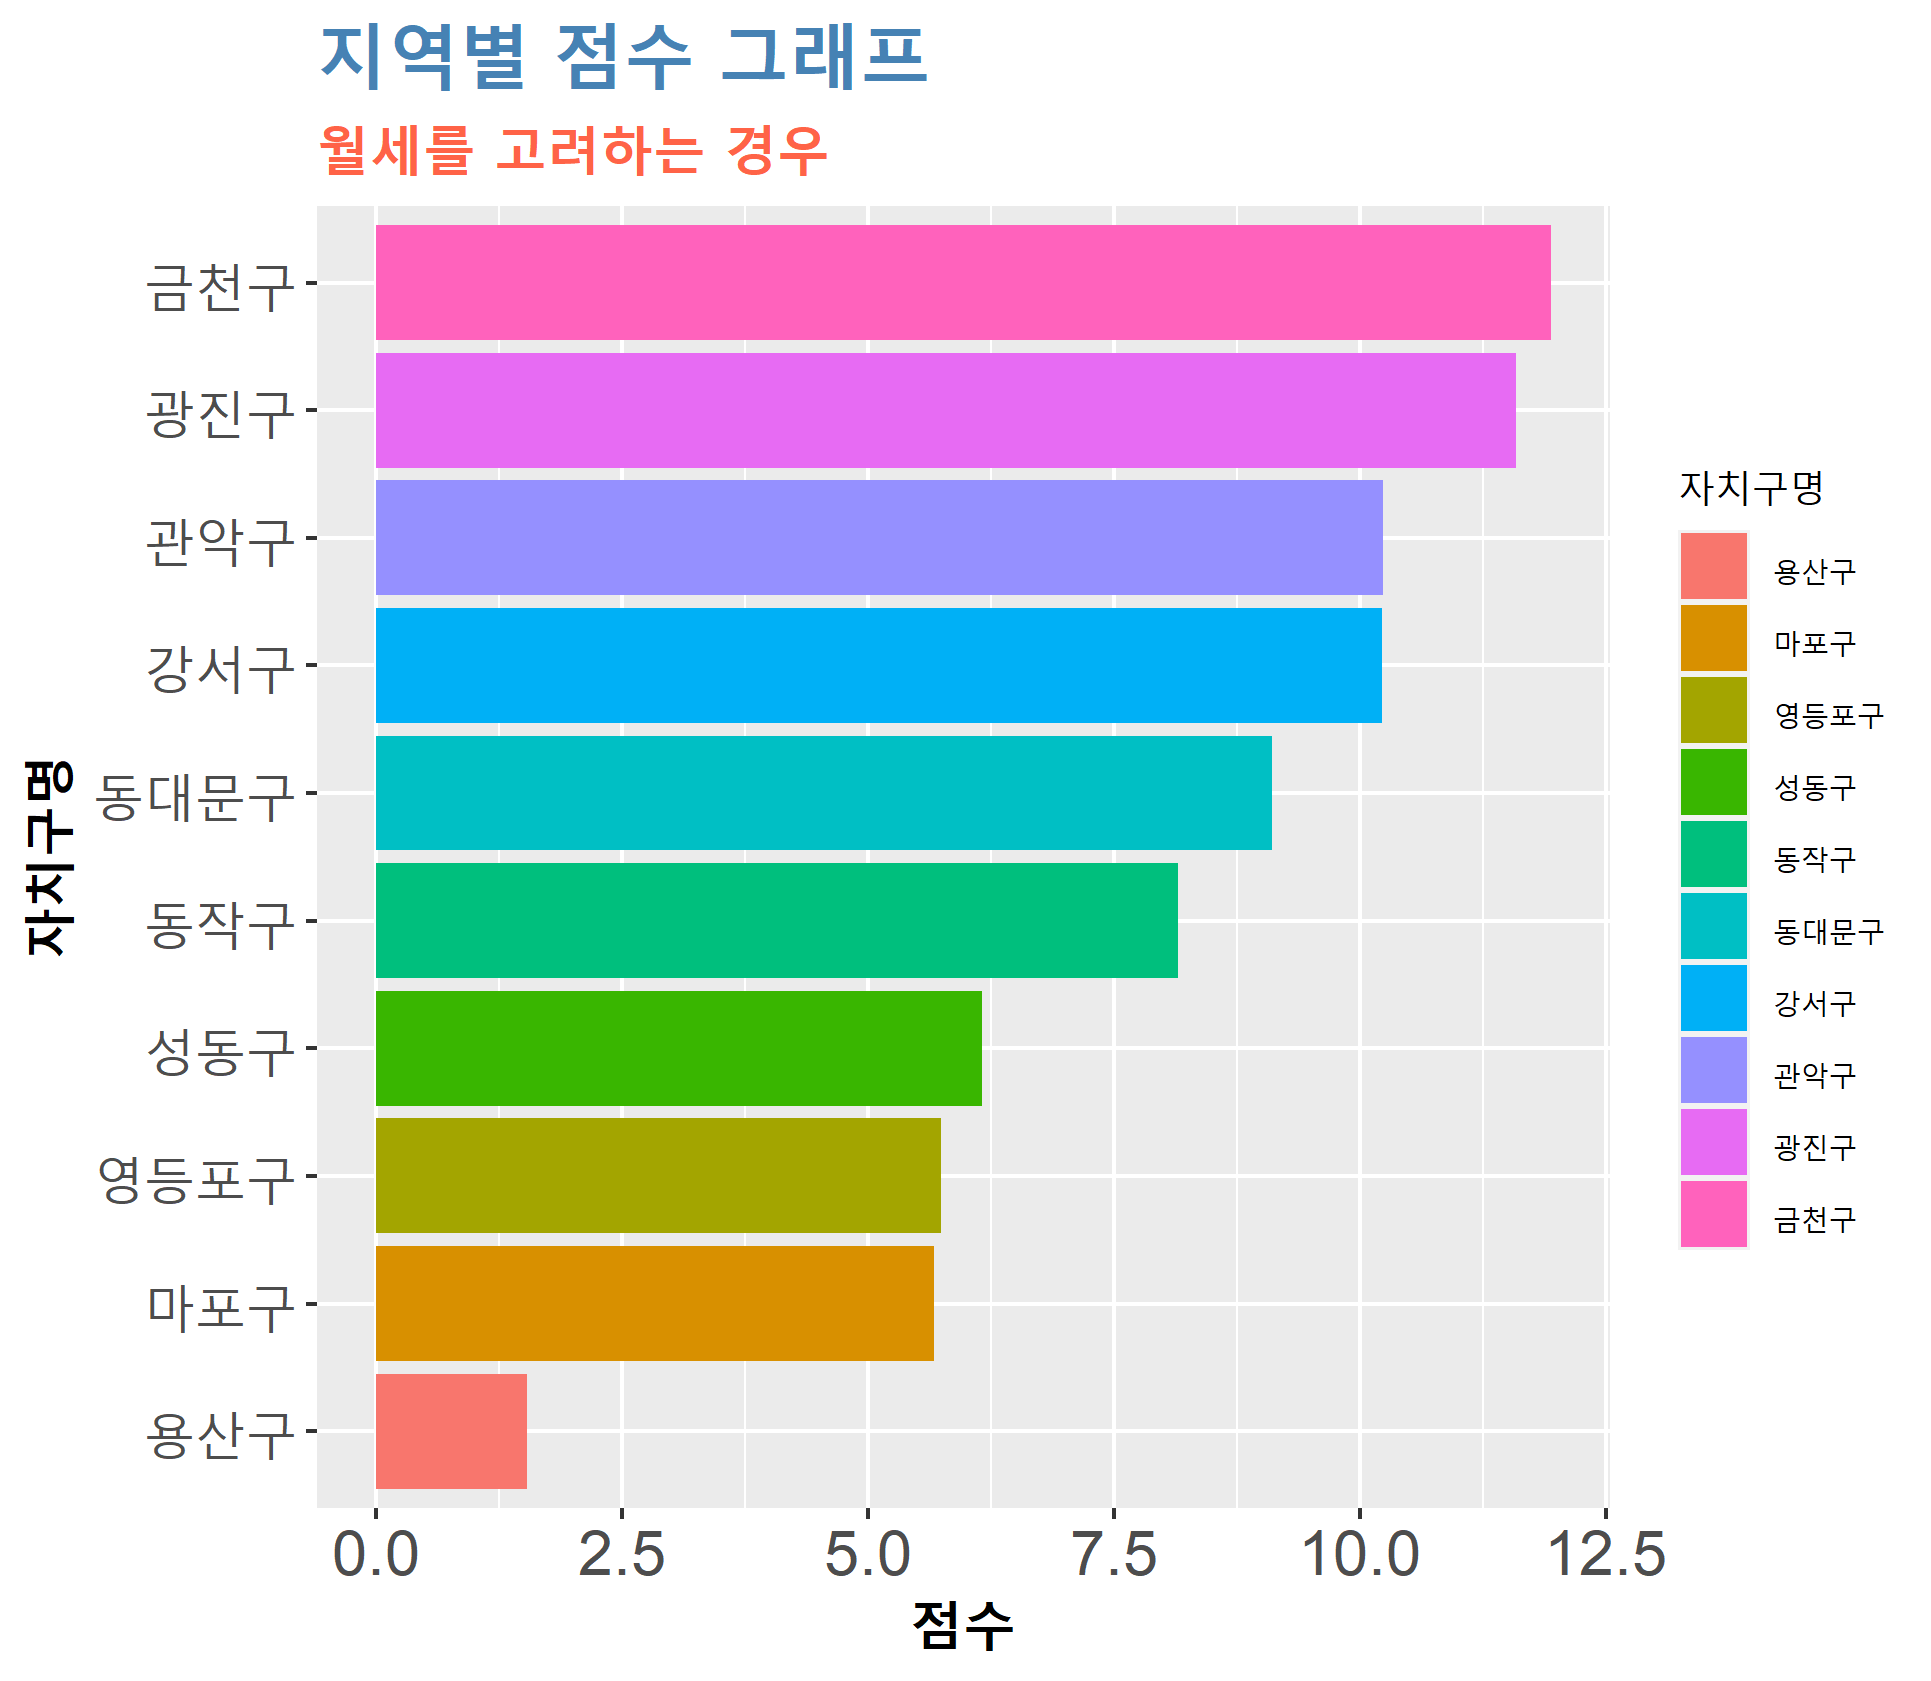 지역별 점수 그래프
월세를 고려하는 경우
금천구
광진구
관악구
강서구
동대문구
동작구
성동구
영등포구
마포구
용산구
자치구명
0.0 2.5 5.0 7.5 10.0 12.5
점수
자치구명
용산구
마포구
영등포구
성동구
동작구
동대문구
강서구
관악구
광진구
금천구